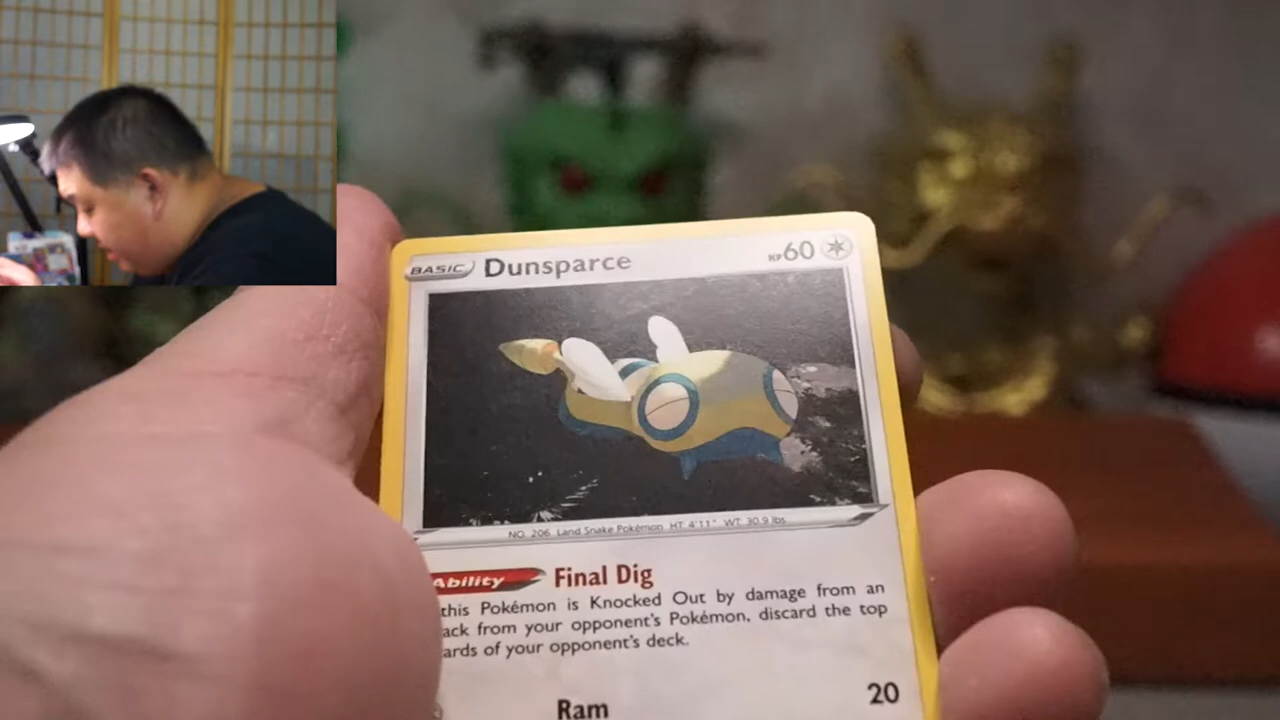 BASIC Dunsparce HP60
NO. 206 Land Snake Pokémon HT 4'11" WT 30.9 lbs
Ability Final Dig
this Pokémon is Knocked Out by damage from an
ack from your opponent's Pokémon, discard the top
ards of your opponent's deck.
Ram 20